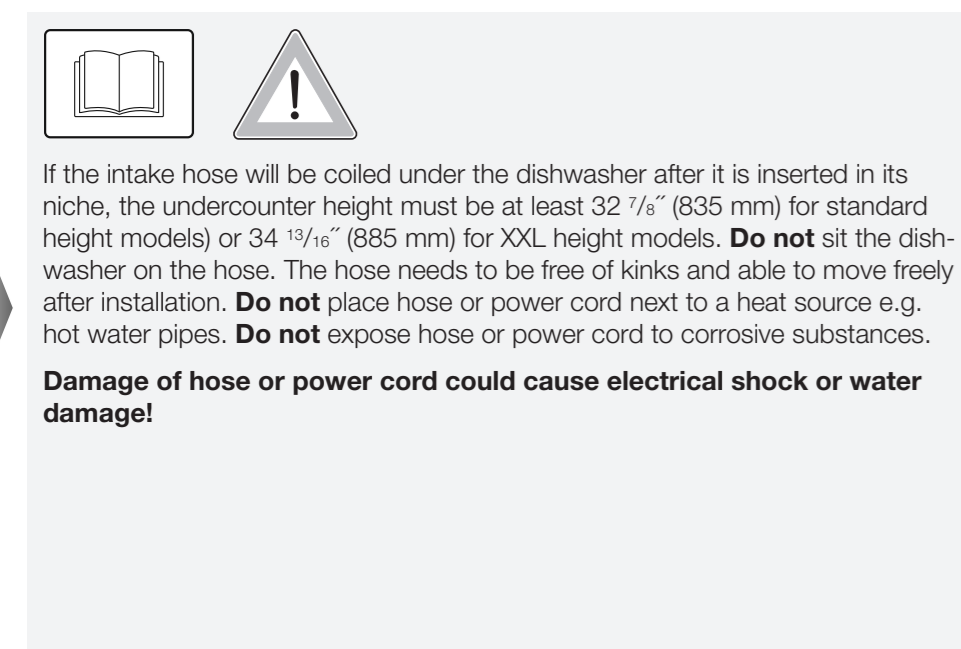 If the intake hose will be coiled under the dishwasher after it is inserted in its
niche, the undercounter height must be at least 32 7/8˝ (835 mm) for standard
height models) or 34 13/16˝ (885 mm) for XXL height models. Do not sit the dish-
washer on the hose. The hose needs to be free of kinks and able to move freely
after installation. Do not place hose or power cord next to a heat source e.g.
hot water pipes. Do not expose hose or power cord to corrosive substances.
Damage of hose or power cord could cause electrical shock or water
damage!